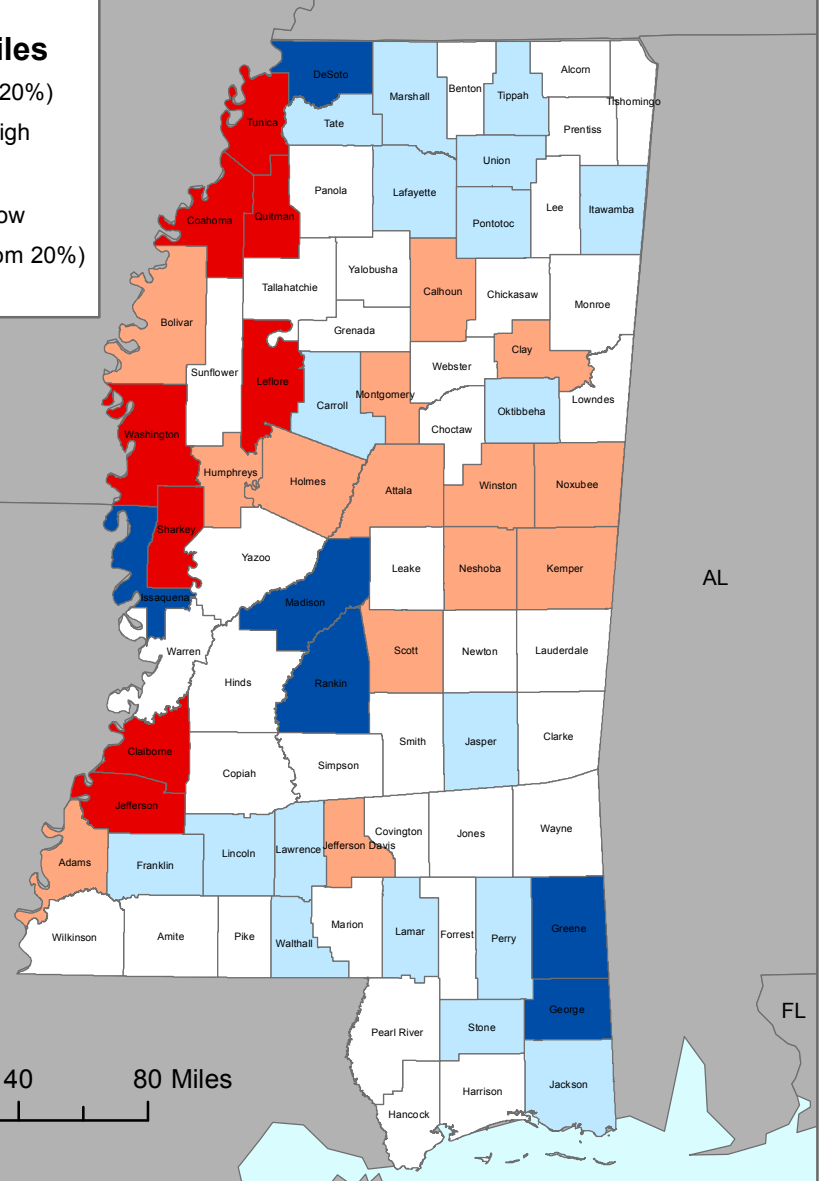 iles
20%)
igh
ow
om 20%)
DeSoto
Marshall
Benton
Tippah
Alcorn
Tishomingo
Prentiss
Tunica
Tate
Union
Panola
Lafayette
Pontotoc
Lee
Itawamba
Coahoma
Quitman
Tallahatchie
Yalobusha
Calhoun
Chickasaw
Monroe
Bolivar
Grenada
Sunflower
Leflore
Carroll
Montgomery
Webster
Clay
Lowndes
Oktibbeha
Choctaw
Washington
Humphreys
Holmes
Attala
Winston
Noxubee
Sharkey
Yazoo
Leake
Neshoba
Kemper
AL
Issaquena
Madison
Warren
Hinds
Rankin
Scott
Newton
Lauderdale
Claiborne
Copiah
Simpson
Smith
Jasper
Clarke
Jefferson
Adams
Franklin
Lincoln
Lawrence
Jefferson Davis
Covington
Jones
Wayne
Wilkinson
Amite
Pike
Walthall
Marion
Lamar
Forrest
Perry
Greene
Pearl River
Stone
George
FL
Hancock
Harrison
Jackson
40
80 Miles